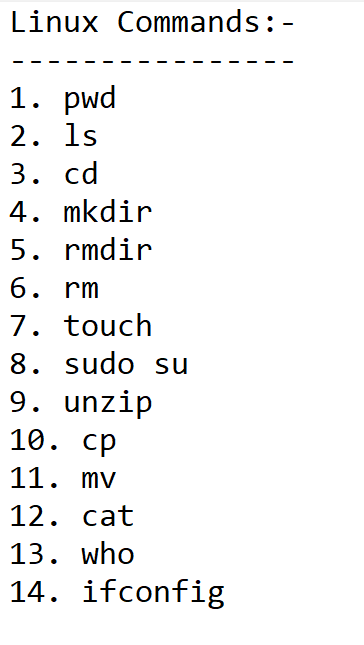 Linux Commands:-
----------------
1. pwd
2. ls
3. cd
4. mkdir
5. rmdir
6. rm
7. touch
8. sudo su
9. unzip
10. cp
11. mv
12. cat
13. who
14. ifconfig